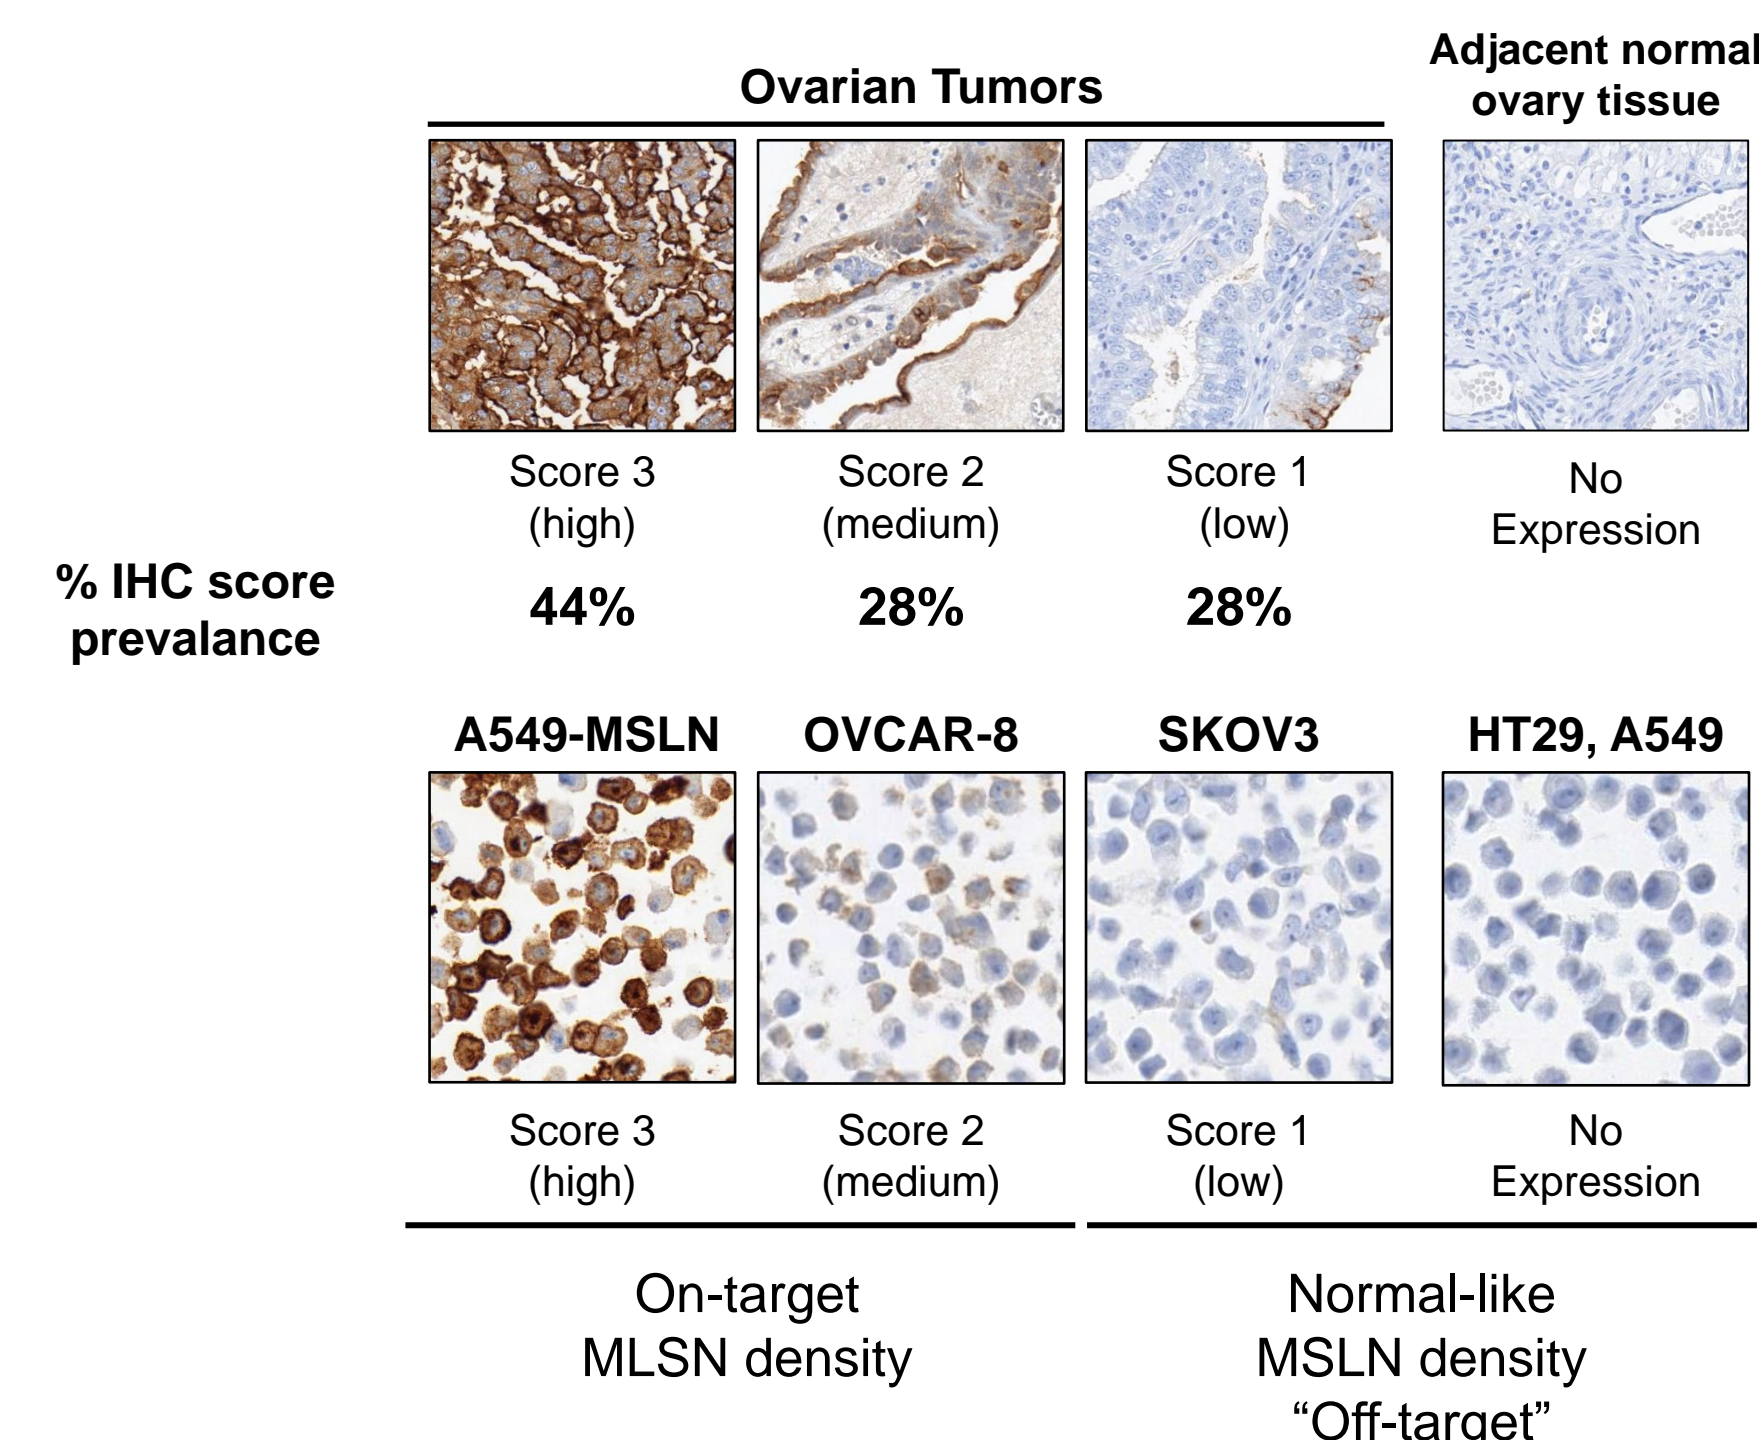 Ovarian Tumors
Adjacent normal
ovary tissue
Score 3
(high)
Score 2
(medium)
Score 1
(low)
No
Expression
% IHC score
prevalance
44%
28%
28%
A549-MSLN
OVCAR-8
SKOV3
HT29, A549
Score 3
(high)
Score 2
(medium)
Score 1
(low)
No
Expression
On-target
MLSN density
Normal-like
MSLN density
“Off-target”